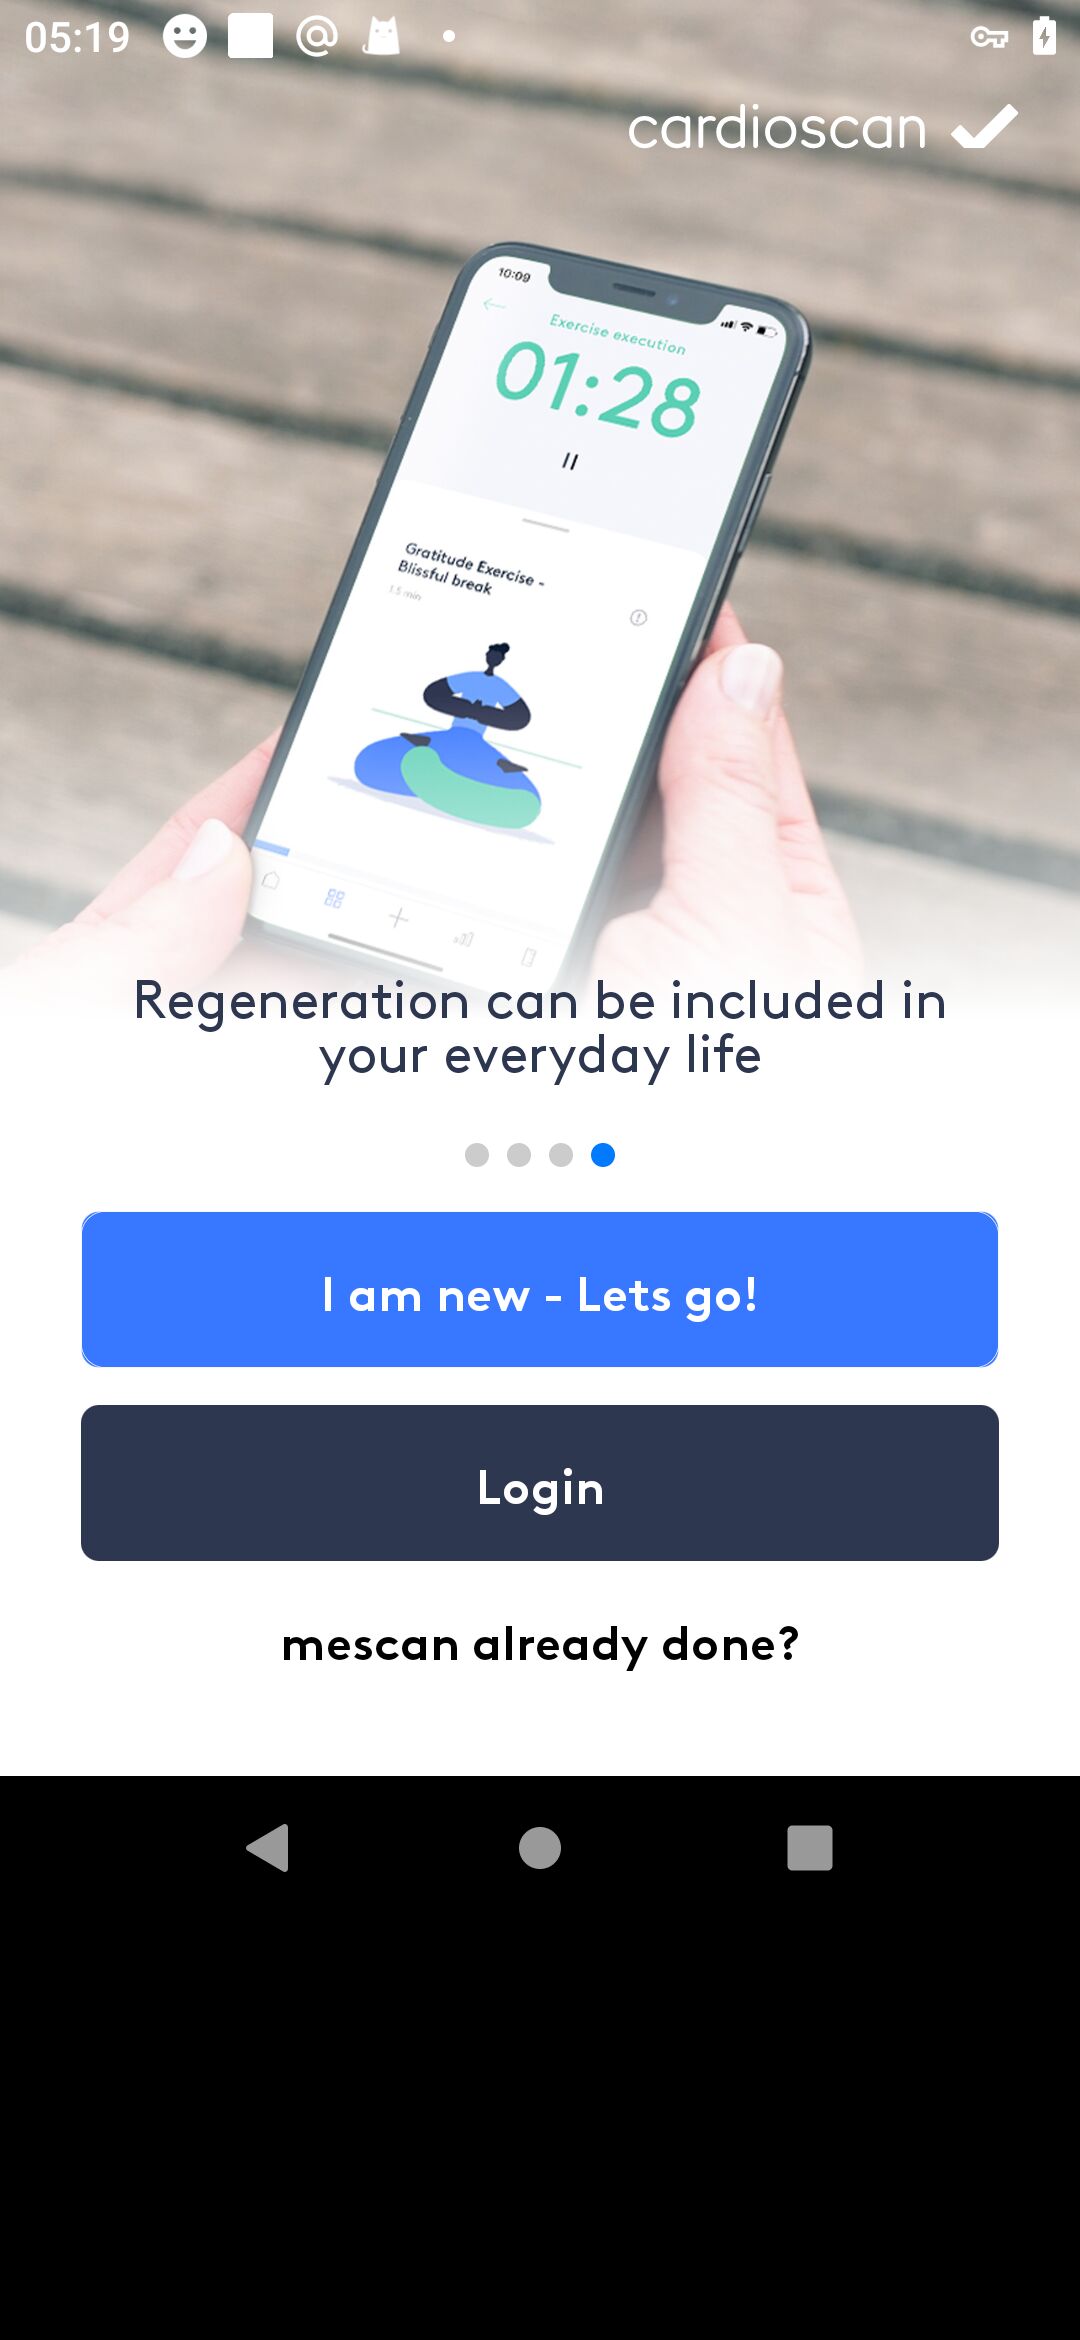 05:19
cardioscan
10:09
Exercise execution
01:28
Gratitude Exercise -
Blissful break
1.5 min
Regeneration can be included in
your everyday life
I am new - Lets go!
Login
mescan already done?